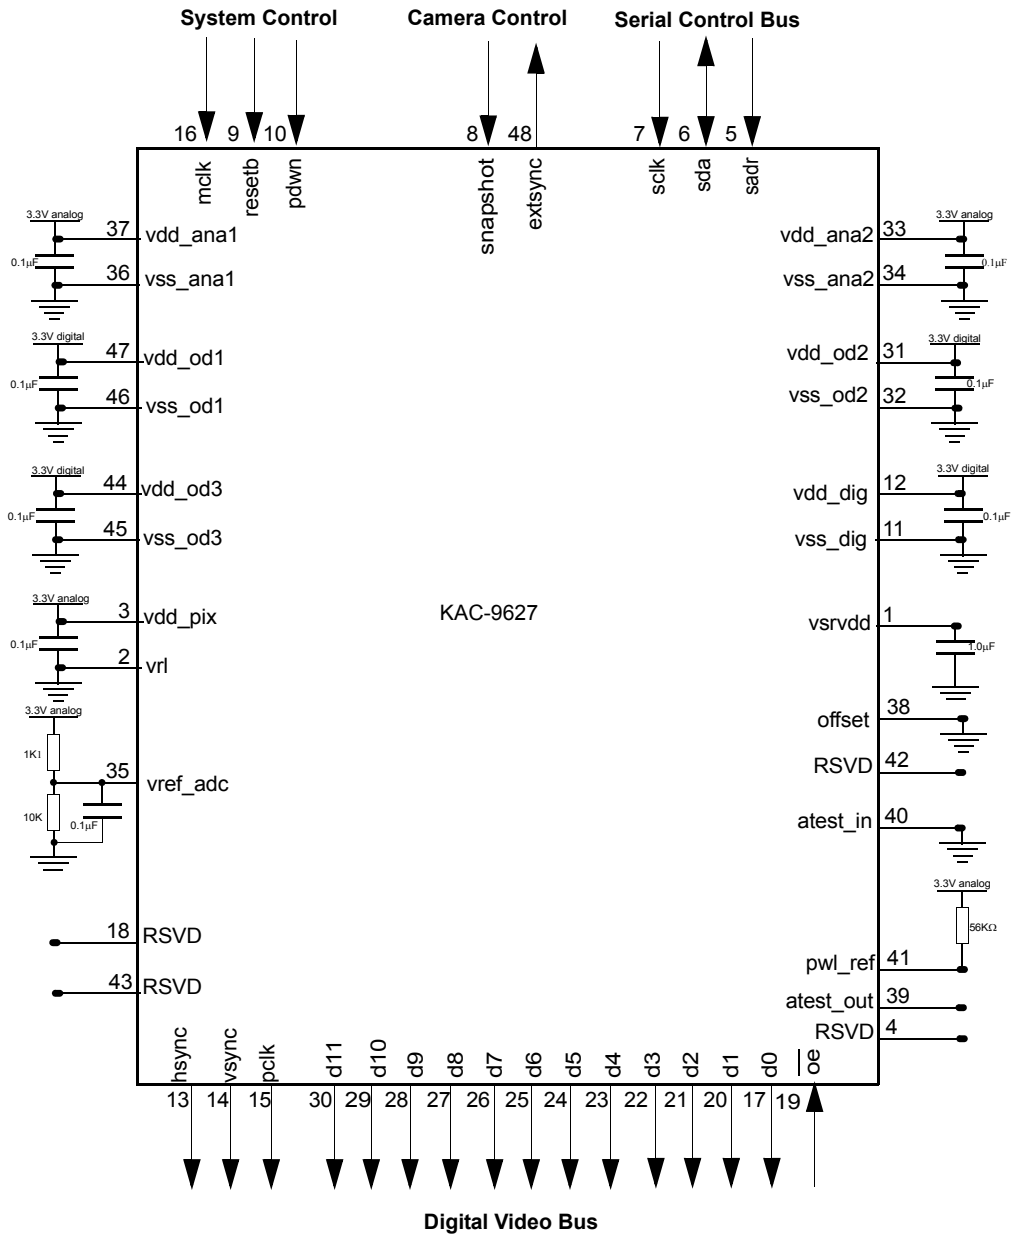 System Control
Camera Control
Serial Control Bus
16
9
10
8
48
7
6
5
mclk
resetb
pdwn
snapshot
extsync
sclk
sda
sadr
3.3V analog
37
vdd_ana1
0.1µF
36
vss_ana1
3.3V digital
47
vdd_od1
0.1µF
46
vss_od1
3.3V digital
44
vdd_od3
0.1µF
45
vss_od3
3.3V analog
3
vdd_pix
0.1µF
2
vrl
3.3V analog
1K1
35
vref_adc
10K
0.1µF
18
RSVD
43
RSVD
KAC-9627
3.3V analog
vdd_ana2
33
0.1µF
vss_ana2
34
3.3V digital
vdd_od2
31
0.1µF
vss_od2
32
3.3V digital
vdd_dig
12
0.1µF
vss_dig
11
vsrvdd
1
1.0µF
offset
38
RSVD
42
atest_in
40
3.3V analog
56KΩ
pwl_ref
41
atest_out
39
RSVD
4
hsync
vsync
pclk
d11
d10
d9
d8
d7
d6
d5
d4
d3
d2
d1
d0
oe
13
14
15
30
29
28
27
26
25
24
23
22
21
20
17
19
Digital Video Bus